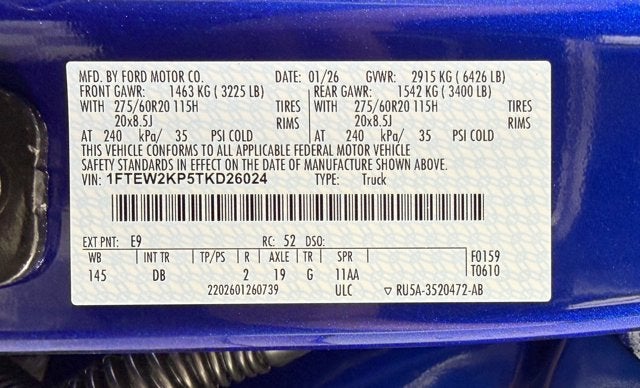 MFD. BY FORD MOTOR CO. DATE: 01/26 GVWR: 2915 KG ( 6426 LB)
FRONT GAWR: 1463 KG ( 3225 LB) REAR GAWR: 1542 KG ( 3400 LB)
WITH 275/60R20 115H TIRES WITH 275/60R20 115H TIRES
20x8.5J RIMS 20x8.5J RIMS
AT 240 kPa/ 35 PSI COLD AT 240 kPa/ 35 PSI COLD
THIS VEHICLE CONFORMS TO ALL APPLICABLE FEDERAL MOTOR VEHICLE
SAFETY STANDARDS IN EFFECT ON THE DATE OF MANUFACTURE SHOWN ABOVE.
VIN: 1FTEW2KP5TKD26024 TYPE: Truck
EXT PNT: E9 RC: 52 DSO: F0159
WB INT TR TP/PS R AXLE TR SPR T0610
145 DB 2 19 G 11AA
2202601260739 ULC ▽ RU5A-3520472-AB